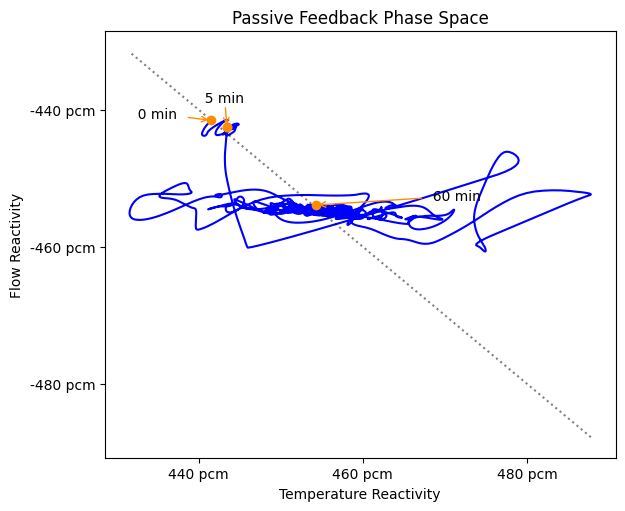 Passive Feedback Phase Space
5 min
0 min
60 min
-440 pcm
-460 pcm
-480 pcm
Flow Reactivity
440 pcm
460 pcm
480 pcm
Temperature Reactivity